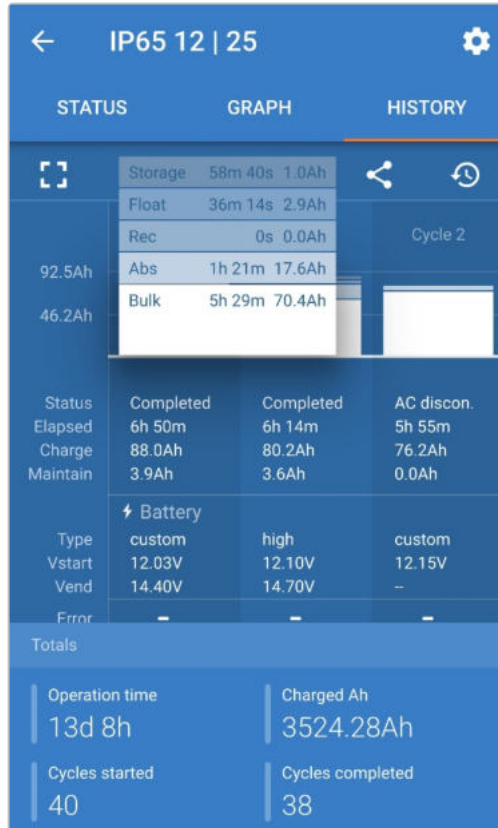 IP65 12 | 25
STATUS GRAPH HISTORY
Storage 58m 40s 1.0Ah
Float 36m 14s 2.9Ah
Rec 0s 0.0Ah
Abs 1h 21m 17.6Ah
Bulk 5h 29m 70.4Ah
Cycle 2
92.5Ah
46.2Ah
Status Completed Completed AC discon.
Elapsed 6h 50m 6h 14m 5h 55m
Charge 88.0Ah 80.2Ah 76.2Ah
Maintain 3.9Ah 3.6Ah 0.0Ah
Battery
Type custom high custom
Vstart 12.03V 12.10V 12.15V
Vend 14.40V 14.70V --
Error - - -
Totals
Operation time Charged Ah
13d 8h 3524.28Ah
Cycles started Cycles completed
40 38